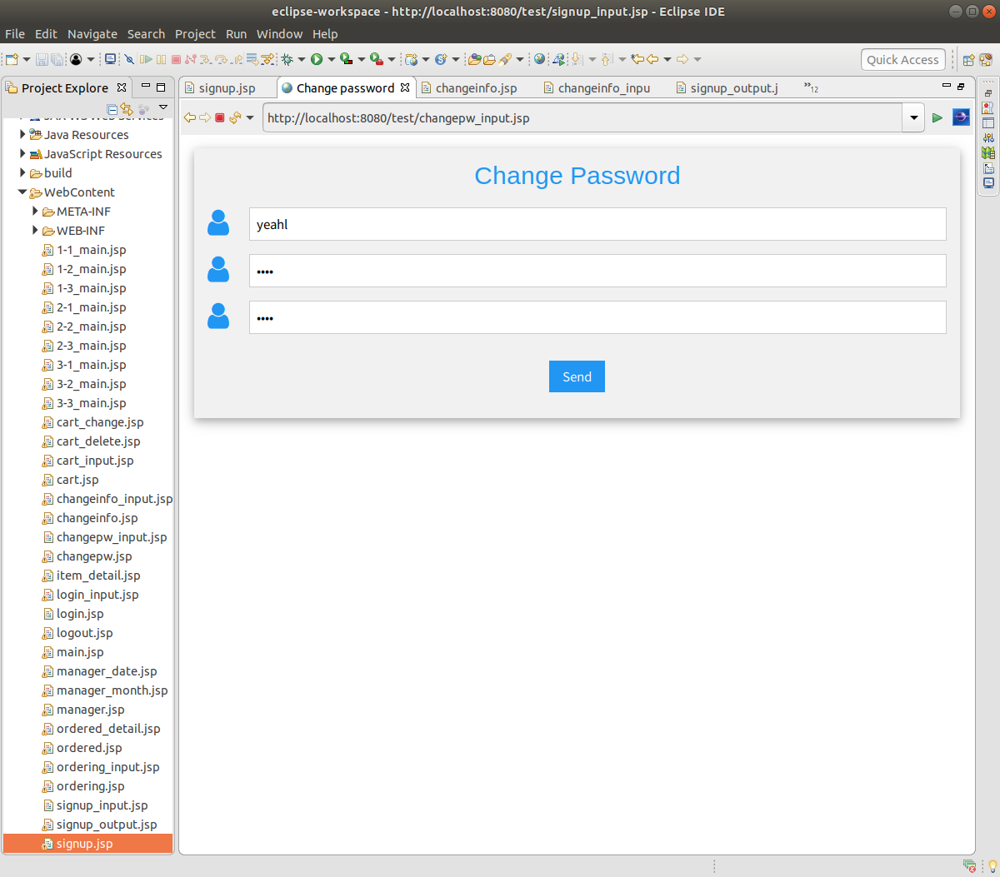 eclipse-workspace - http://localhost:8080/test/signup_input.jsp - Eclipse IDE
File Edit Navigate Search Project Run Window Help
Quick Access
Project Explore
signup.jsp
Change password
changeinfo.jsp
changeinfo_inpu
signup_output.j
»12
http://localhost:8080/test/changepw_input.jsp
JAX-WS Web Services
Java Resources
JavaScript Resources
build
WebContent
META-INF
WEB-INF
1-1_main.jsp
1-2_main.jsp
1-3_main.jsp
2-1_main.jsp
2-2_main.jsp
2-3_main.jsp
3-1_main.jsp
3-2_main.jsp
3-3_main.jsp
cart_change.jsp
cart_delete.jsp
cart_input.jsp
cart.jsp
changeinfo_input.jsp
changeinfo.jsp
changepw_input.jsp
changepw.jsp
item_detail.jsp
login_input.jsp
login.jsp
logout.jsp
main.jsp
manager_date.jsp
manager_month.jsp
manager.jsp
ordered_detail.jsp
ordered.jsp
ordering_input.jsp
ordering.jsp
signup_input.jsp
signup_output.jsp
signup.jsp
Change Password
yeahl
••••
••••
Send